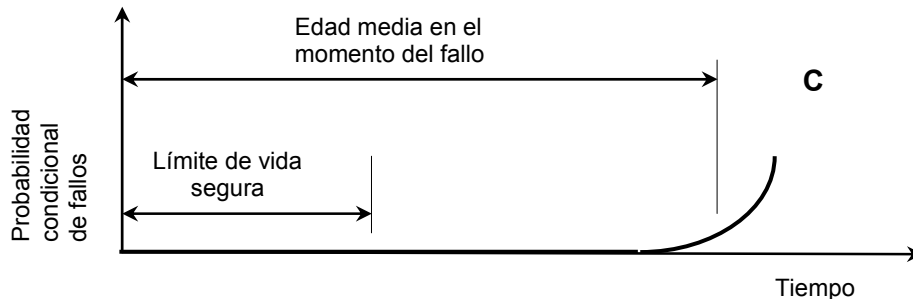 Edad media en el
momento del fallo
C
Límite de vida
segura
Probabilidad
condicional
de fallos
Tiempo